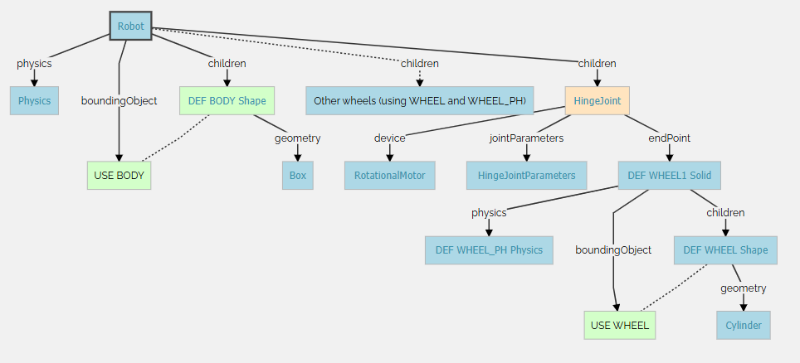 Robot
physics
boundingObject
children
children
children
Physics
DEF BODY Shape
Other wheels (using WHEEL and WHEEL_PH)
HingeJoint
geometry
device
jointParameters
endPoint
USE BODY
Box
RotationalMotor
HingeJointParameters
DEF WHEEL1 Solid
physics
boundingObject
children
DEF WHEEL_PH Physics
DEF WHEEL Shape
geometry
USE WHEEL
Cylinder